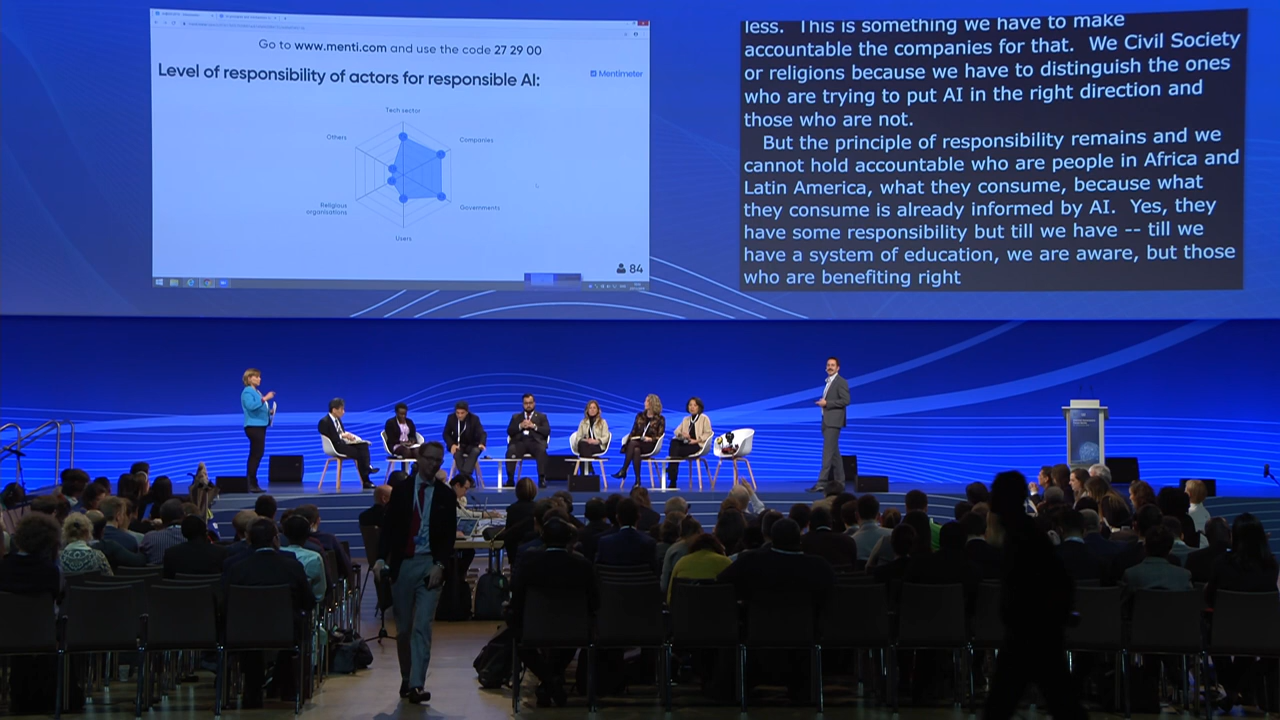 Go to www.menti.com and use the code 27 29 00
Level of responsibility of actors for responsible AI:
Mentimeter
Tech sector
Others
Companies
Religious
organisations
Governments
Users
84
less. This is something we have to make
accountable the companies for that. We Civil Society
or religions because we have to distinguish the ones
who are trying to put AI in the right direction and
those who are not.
But the principle of responsibility remains and we
cannot hold accountable who are people in Africa and
Latin America, what they consume, because what
they consume is already informed by AI. Yes, they
have some responsibility but till we have -- till we
have a system of education, we are aware, but those
who are benefiting right